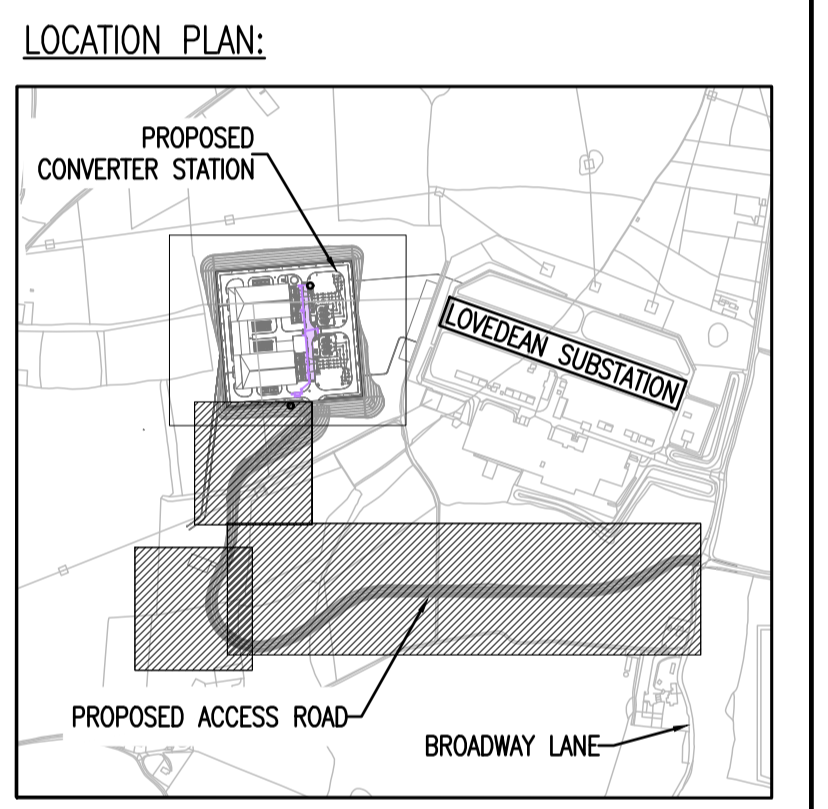 LOCATION PLAN:
PROPOSED
CONVERTER STATION
LOVEDEAN SUBSTATION
PROPOSED ACCESS ROAD
BROADWAY LANE